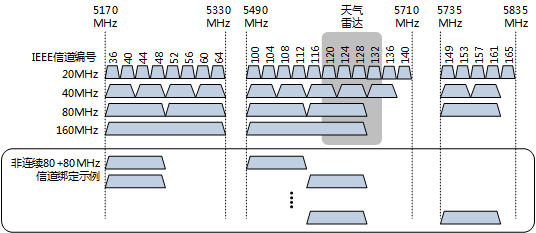 5170 MHz
5330 MHz
5490 MHz
天气雷达
5710 MHz
5735 MHz
5835 MHz
IEEE信道编号
36 40 44 48 52 56 60 64 100 104 108 112 116 120 124 128 132 136 140 149 153 157 161 165
20MHz
40MHz
80MHz
160MHz
非连续80 +80 MHz
信道绑定示例